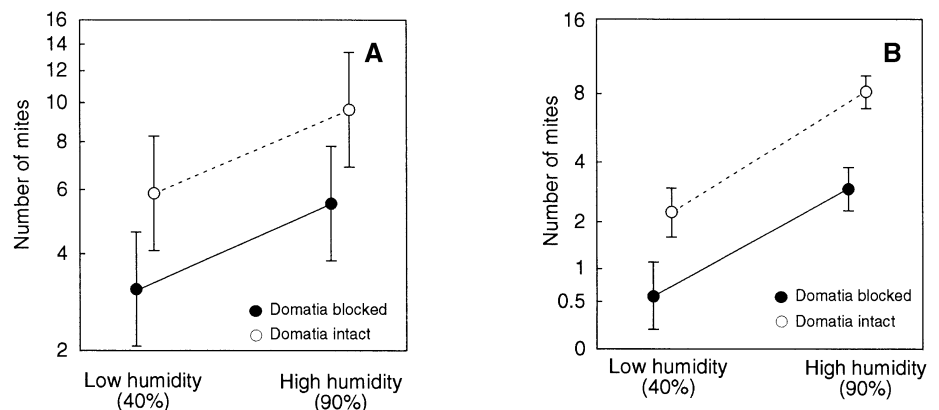 A
Number of mites
16
14
12
10
8
6
4
2
Domatia blocked
Domatia intact
Low humidity
(40%)
High humidity
(90%)
B
Number of mites
16
8
4
2
1
0.5
0
Domatia blocked
Domatia intact
Low humidity
(40%)
High humidity
(90%)